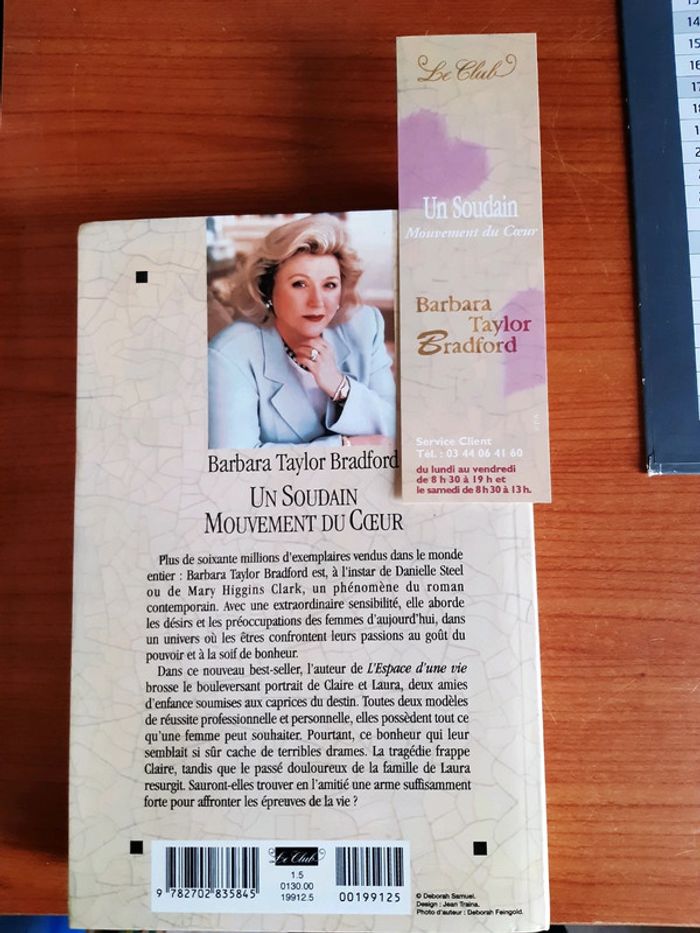 Le Club
Un Soudain
Mouvement du Cœur
Barbara
Taylor
Bradford
Service Client
Tél. : 03 44 06 41 60
du lundi au vendredi
de 8 h 30 à 19 h et
le samedi de 8 h 30 à 13 h.
Barbara Taylor Bradford
UN SOUDAIN
MOUVEMENT DU CŒUR
Plus de soixante millions d'exemplaires vendus dans le monde
entier : Barbara Taylor Bradford est, à l'instar de Danielle Steel
ou de Mary Higgins Clark, un phénomène du roman
contemporain. Avec une extraordinaire sensibilité, elle aborde
les désirs et les préoccupations des femmes d'aujourd'hui, dans
un univers où les êtres confrontent leurs passions au goût du
pouvoir et à la soif de bonheur.
Dans ce nouveau best-seller, l'auteur de L'Espace d'une vie
brosse le bouleversant portrait de Claire et Laura, deux amies
d'enfance soumises aux caprices du destin. Toutes deux modèles
de réussite professionnelle et personnelle, elles possèdent tout ce
qu'une femme peut souhaiter. Pourtant, ce bonheur qui leur
semblait si sûr cache de terribles drames. La tragédie frappe
Claire, tandis que le passé douloureux de la famille de Laura
resurgit. Sauront-elles trouver en l'amitié une arme suffisamment
forte pour affronter les épreuves de la vie ?
Le Club
1.5
0130.00
19912.5
9 782702 835845
00199125
© Deborah Samuel.
Design : Jean Traina.
Photo d'auteur : Deborah Feingold.
13
14
15
16